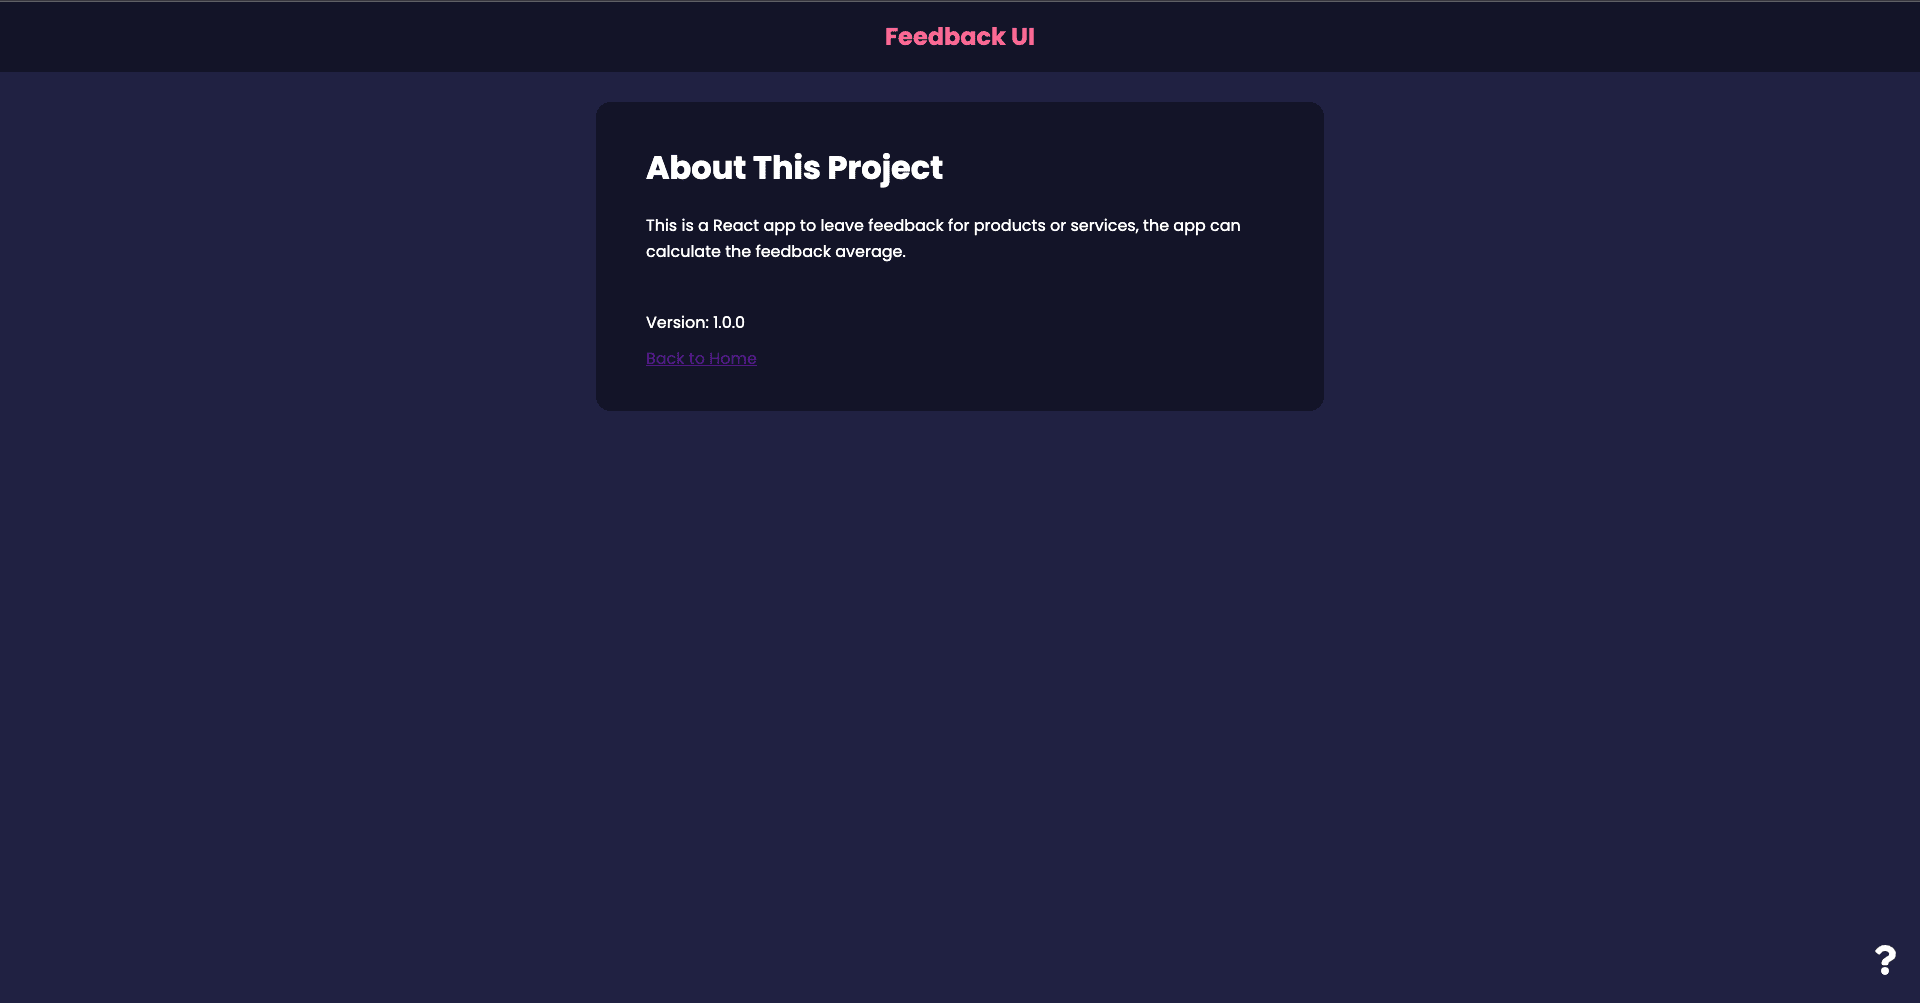 Feedback UI
About This Project
This is a React app to leave feedback for products or services, the app can
calculate the feedback average.
Version: 1.0.0
Back to Home
?